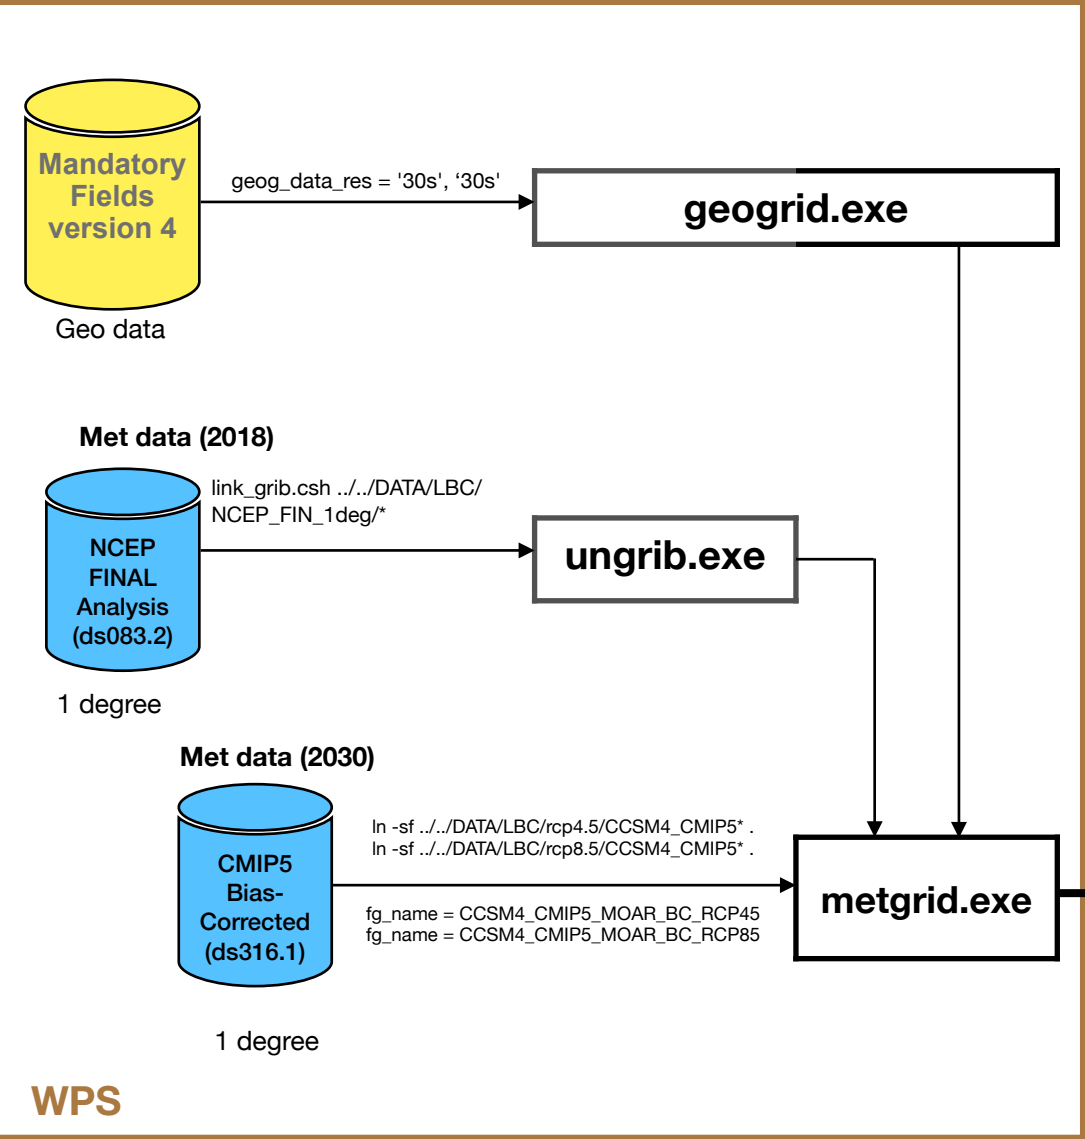 Mandatory
Fields
version 4
geog_data_res = '30s', ‘30s'
geogrid.exe
Geo data
Met data (2018)
link_grib.csh ../../DATA/LBC/
NCEP_FIN_1deg/*
NCEP
FINAL
Analysis
(ds083.2)
ungrib.exe
1 degree
Met data (2030)
ln -sf ../../DATA/LBC/rcp4.5/CCSM4_CMIP5* .
ln -sf ../../DATA/LBC/rcp8.5/CCSM4_CMIP5* .
CMIP5
Bias-
Corrected
(ds316.1)
fg_name = CCSM4_CMIP5_MOAR_BC_RCP45
fg_name = CCSM4_CMIP5_MOAR_BC_RCP85
metgrid.exe
1 degree
WPS